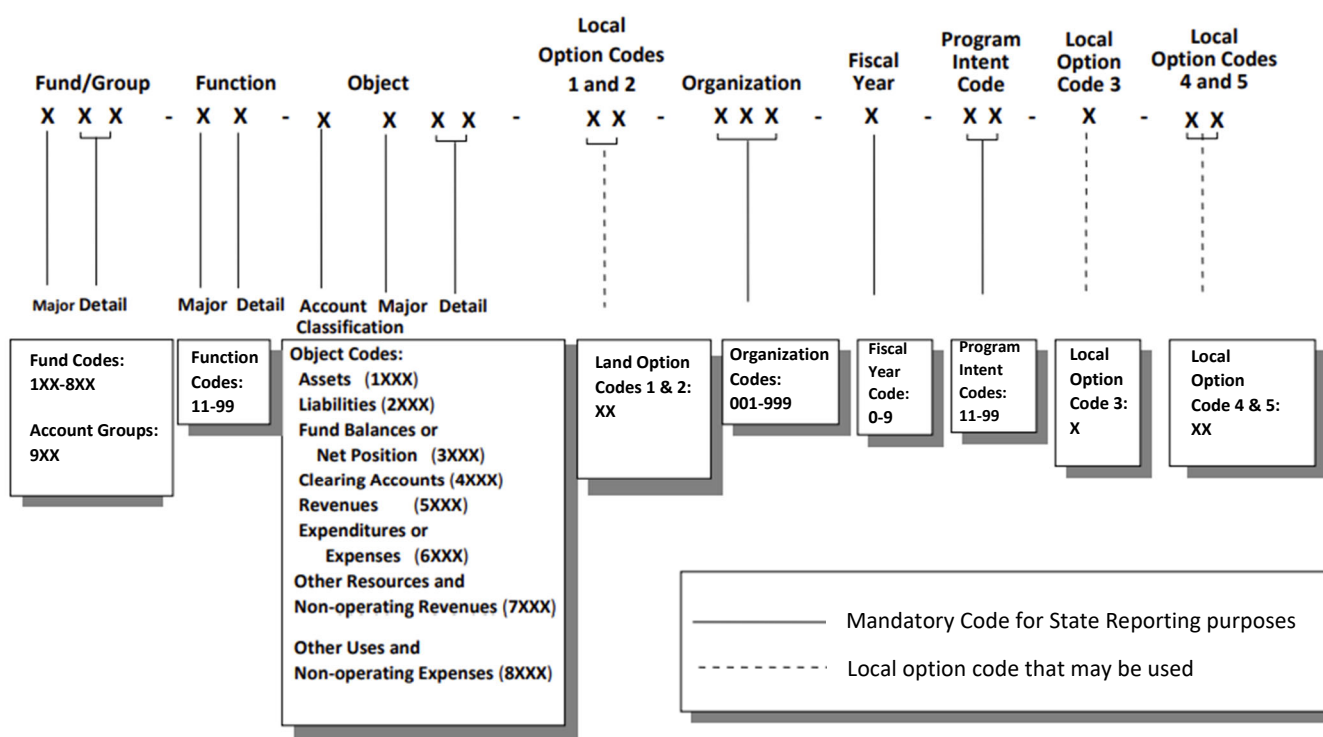 Local
Option Codes
1 and 2
Program
Intent
Code
Local
Option
Code 3
Local
Option Codes
4 and 5
Fund/Group
Function
Object
Organization
Fiscal
Year
X X X - X X - X X X X - X X - X X X - X - X X - X - X X
Major Detail
Major Detail
Account Major Detail
Classification
Fund Codes:
1XX-8XX
Account Groups:
9XX
Function
Codes:
11-99
Object Codes:
Assets (1XXX)
Liabilities (2XXX)
Fund Balances or
Net Position (3XXX)
Clearing Accounts (4XXX)
Revenues (5XXX)
Expenditures or
Expenses (6XXX)
Other Resources and
Non-operating Revenues (7XXX)
Other Uses and
Non-operating Expenses (8XXX)
Land Option
Codes 1 & 2:
XX
Organization
Codes:
001-999
Fiscal
Year
Code:
0-9
Program
Intent
Codes:
11-99
Local
Option
Code 3:
X
Local
Option
Code 4 & 5:
XX
Mandatory Code for State Reporting purposes
Local option code that may be used